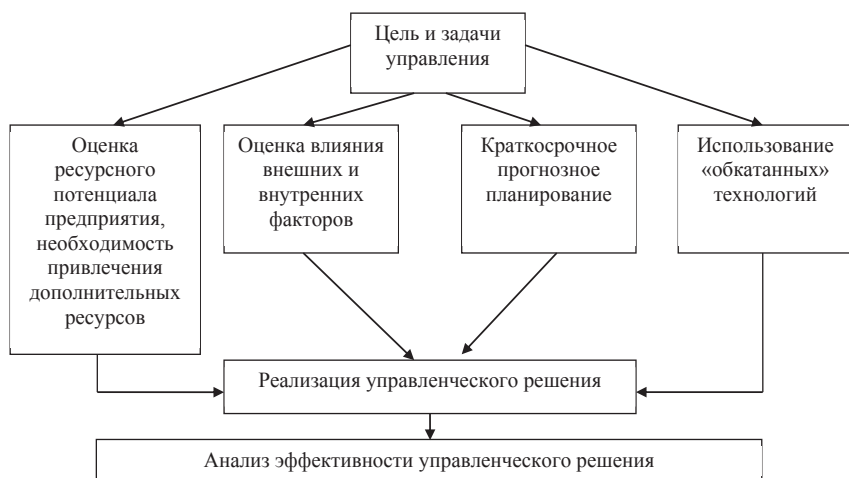 Цель и задачи
управления
Оценка
ресурсного
потенциала
предприятия,
необходимость
привлечения
дополнительных
ресурсов
Оценка влияния
внешних и
внутренних
факторов
Краткосрочное
прогнозное
планирование
Использование
«обкатанных»
технологий
Реализация управленческого решения
Анализ эффективности управленческого решения